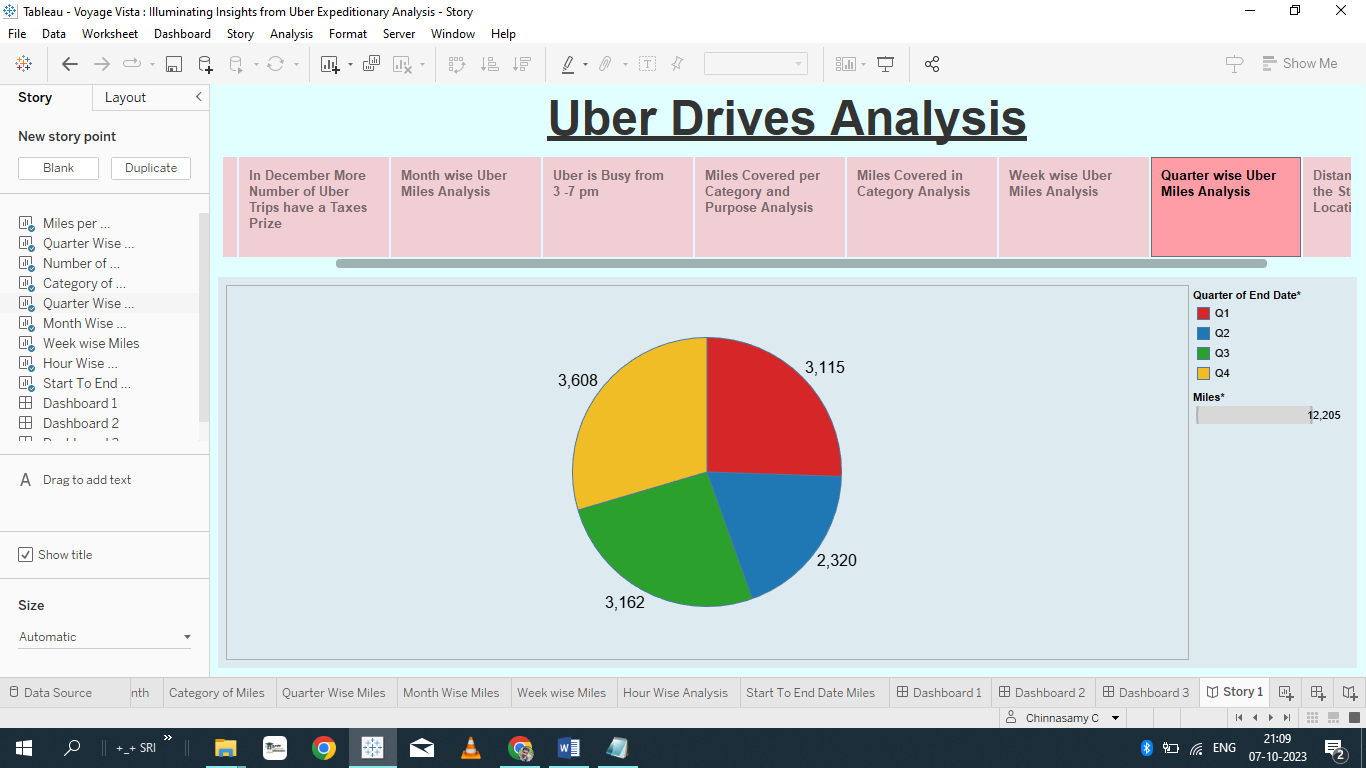 Tableau - Voyage Vista : Illuminating Insights from Uber Expeditionary Analysis - Story
File Data Worksheet Dashboard Story Analysis Format Server Window Help
Show Me
Story Layout
New story point
Blank Duplicate
Miles per ...
Quarter Wise ...
Number of ...
Category of ...
Quarter Wise ...
Month Wise ...
Week wise Miles
Hour Wise ...
Start To End ...
Dashboard 1
Dashboard 2
A Drag to add text
Show title
Size
Automatic
Uber Drives Analysis
In December More
Number of Uber
Trips have a Taxes
Prize
Month wise Uber
Miles Analysis
Uber is Busy from
3 -7 pm
Miles Covered per
Category and
Purpose Analysis
Miles Covered in
Category Analysis
Week wise Uber
Miles Analysis
Quarter wise Uber
Miles Analysis
Distan
the St
Locati
3,115
3,608
2,320
3,162
Quarter of End Date*
Q1
Q2
Q3
Q4
Miles*
12,205
Data Source nth Category of Miles Quarter Wise Miles Month Wise Miles Week wise Miles Hour Wise Analysis Start To End Date Miles Dashboard 1 Dashboard 2 Dashboard 3 Story 1
Chinnasamy C
+_+ SRI
ENG
21:09
07-10-2023
2